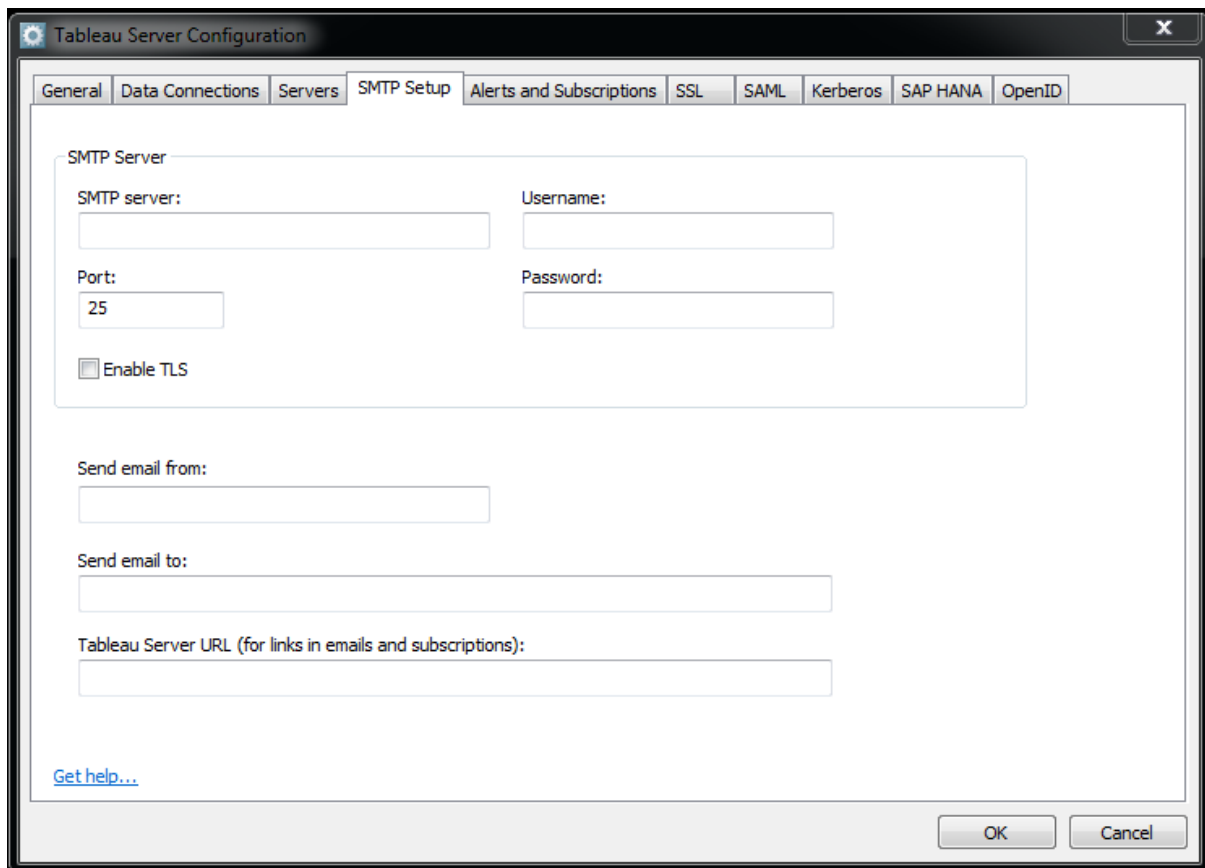 Tableau Server Configuration
x
General Data Connections Servers SMTP Setup Alerts and Subscriptions SSL SAML Kerberos SAP HANA OpenID
SMTP Server
SMTP server: Username:
Port: Password:
25
Enable TLS
Send email from:
Send email to:
Tableau Server URL (for links in emails and subscriptions):
Get help...
OK Cancel